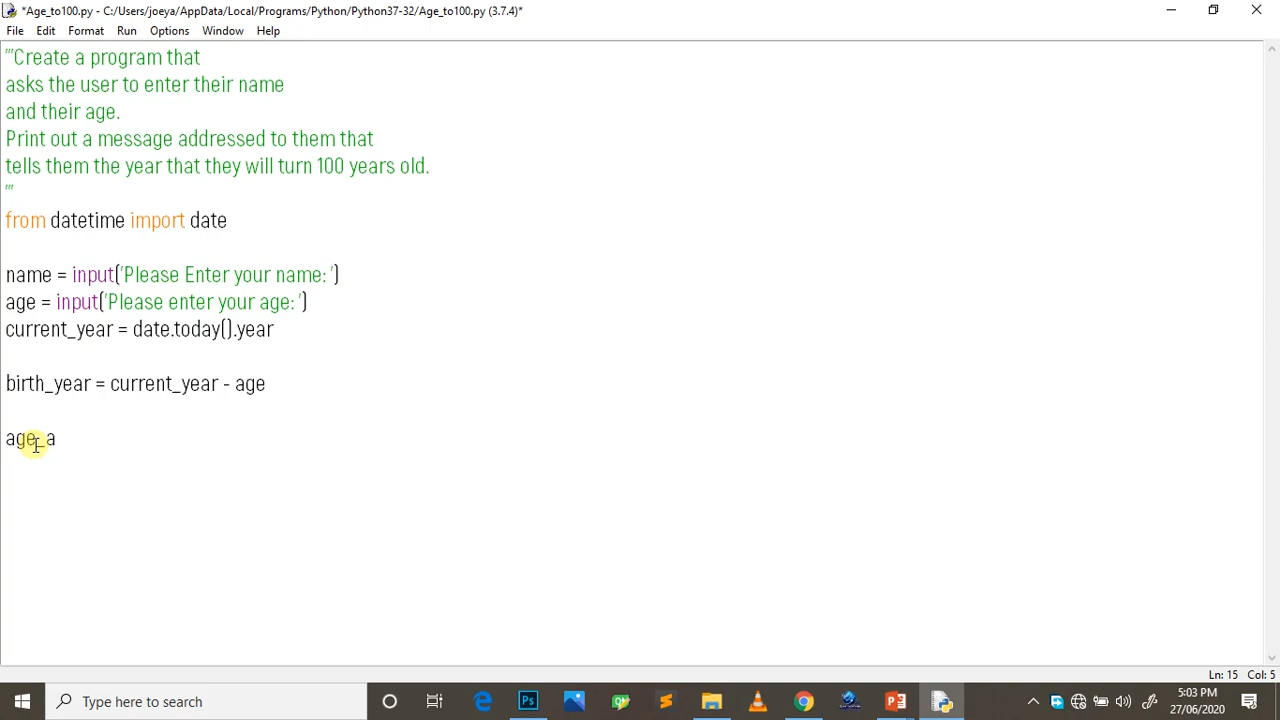 *Age_to100.py - C:/Users/joeya/AppData/Local/Programs/Python/Python37-32/Age_to100.py (3.7.4)*
File Edit Format Run Options Window Help
'''Create a program that
asks the user to enter their name
and their age.
Print out a message addressed to them that
tells them the year that they will turn 100 years old.
'''
from datetime import date
name = input('Please Enter your name: ')
age = input('Please enter your age: ')
current_year = date.today().year
birth_year = current_year - age
age_a
Ln: 15 Col: 5
Type here to search
5:03 PM
27/06/2020